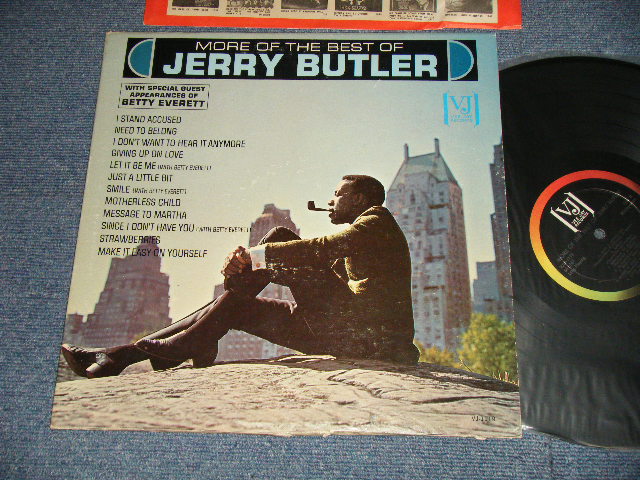 MORE OF THE BEST OF
JERRY BUTLER
WITH SPECIAL GUEST
APPEARANCES OF
BETTY EVERETT
VJ
I STAND ACCUSED
NEED TO BELONG
I DON'T WANT TO HEAR IT ANYMORE
GIVING UP ON LOVE
LET IT BE ME (WITH BETTY EVERETT)
JUST A LITTLE BIT
SMILE (WITH BETTY EVERETT)
MOTHERLESS CHILD
MESSAGE TO MARTHA
SINCE I DON'T HAVE YOU (WITH BETTY EVERETT)
STRAWBERRIES
MAKE IT EASY ON YOURSELF
VJ